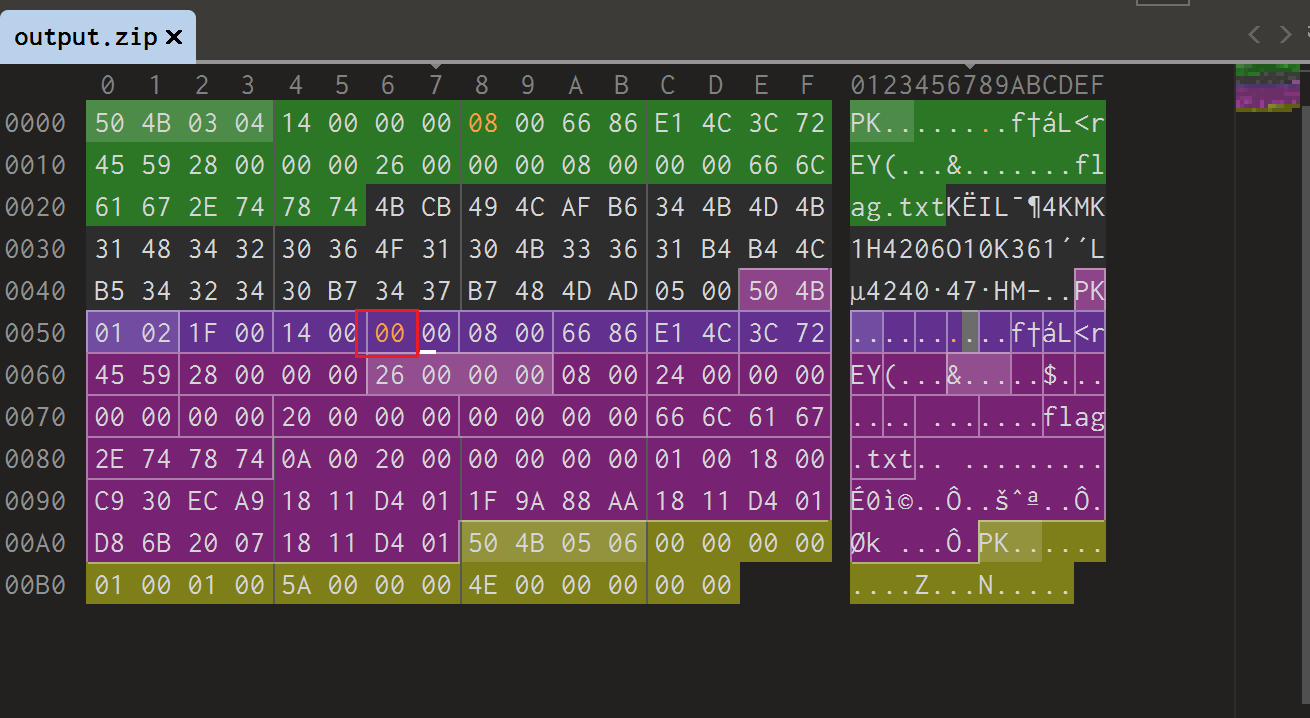 output.zip ×
0 1 2 3 4 5 6 7 8 9 A B C D E F 0123456789ABCDEF
0000 50 4B 03 04 14 00 00 00 08 00 66 86 E1 4C 3C 72 PK........f†áL<r
0010 45 59 28 00 00 00 26 00 00 00 08 00 00 00 66 6C EY(...&.......fl
0020 61 67 2E 74 78 74 4B CB 49 4C AF B6 34 4B 4D 4B ag.txtKËIL¯¶4KMK
0030 31 48 34 32 30 36 4F 31 30 4B 33 36 31 B4 B4 4C 1H4206O10K361´´L
0040 B5 34 32 34 30 B7 34 37 B7 48 4D AD 05 00 50 4B µ4240·47·HM-..PK
0050 01 02 1F 00 14 00 00 00 08 00 66 86 E1 4C 3C 72 ..........f†áL<r
0060 45 59 28 00 00 00 26 00 00 00 08 00 24 00 00 00 EY(...&.....$...
0070 00 00 00 00 20 00 00 00 00 00 00 00 66 6C 61 67 .... .......flag
0080 2E 74 78 74 0A 00 20 00 00 00 00 00 01 00 18 00 .txt.. .........
0090 C9 30 EC A9 18 11 D4 01 1F 9A 88 AA 18 11 D4 01 É0ì©..Ô..šˆª..Ô.
00A0 D8 6B 20 07 18 11 D4 01 50 4B 05 06 00 00 00 00 Øk ...Ô.PK......
00B0 01 00 01 00 5A 00 00 00 4E 00 00 00 00 00 ....Z...N.....